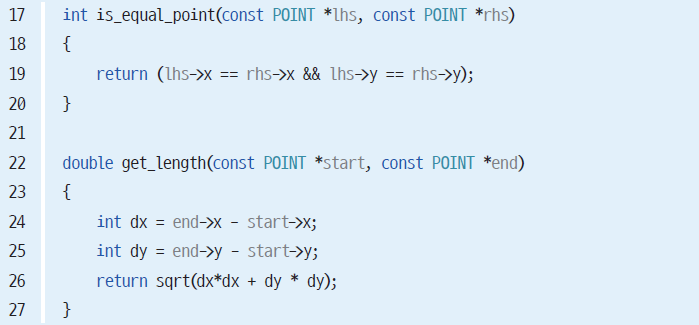 17 int is_equal_point(const POINT *lhs, const POINT *rhs)
18 {
19     return (lhs->x == rhs->x && lhs->y == rhs->y);
20 }
21
22 double get_length(const POINT *start, const POINT *end)
23 {
24     int dx = end->x - start->x;
25     int dy = end->y - start->y;
26     return sqrt(dx*dx + dy * dy);
27 }